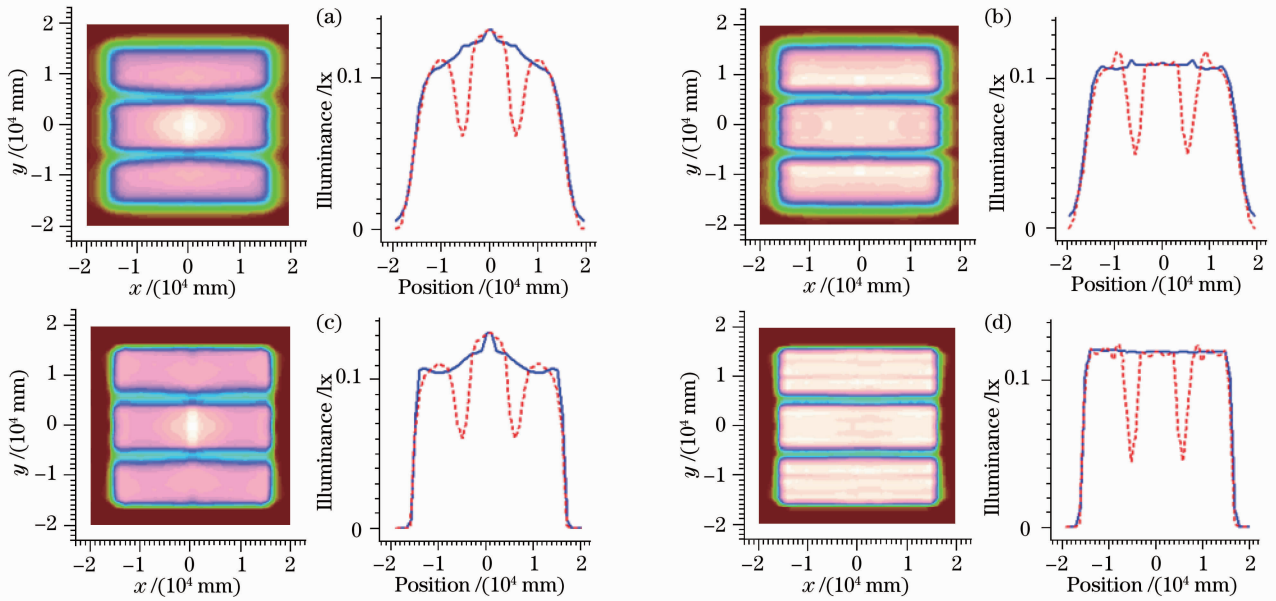 (a)
2
1
0
−1
−2
y /(10⁴ mm)
−2 −1 0 1 2
x /(10⁴ mm)
0.1
0
Illuminance /lx
−2 −1 0 1 2
Position /(10⁴ mm)
(b)
2
1
0
−1
−2
y /(10⁴ mm)
−2 −1 0 1 2
x /(10⁴ mm)
0.1
0
Illuminance /lx
−2 −1 0 1 2
Position /(10⁴ mm)
(c)
2
1
0
−1
−2
y /(10⁴ mm)
−2 −1 0 1 2
x /(10⁴ mm)
0.1
0
Illuminance /lx
−2 −1 0 1 2
Position /(10⁴ mm)
(d)
2
1
0
−1
−2
y /(10⁴ mm)
−2 −1 0 1 2
x /(10⁴ mm)
0.1
0
Illuminance /lx
−2 −1 0 1 2
Position /(10⁴ mm)